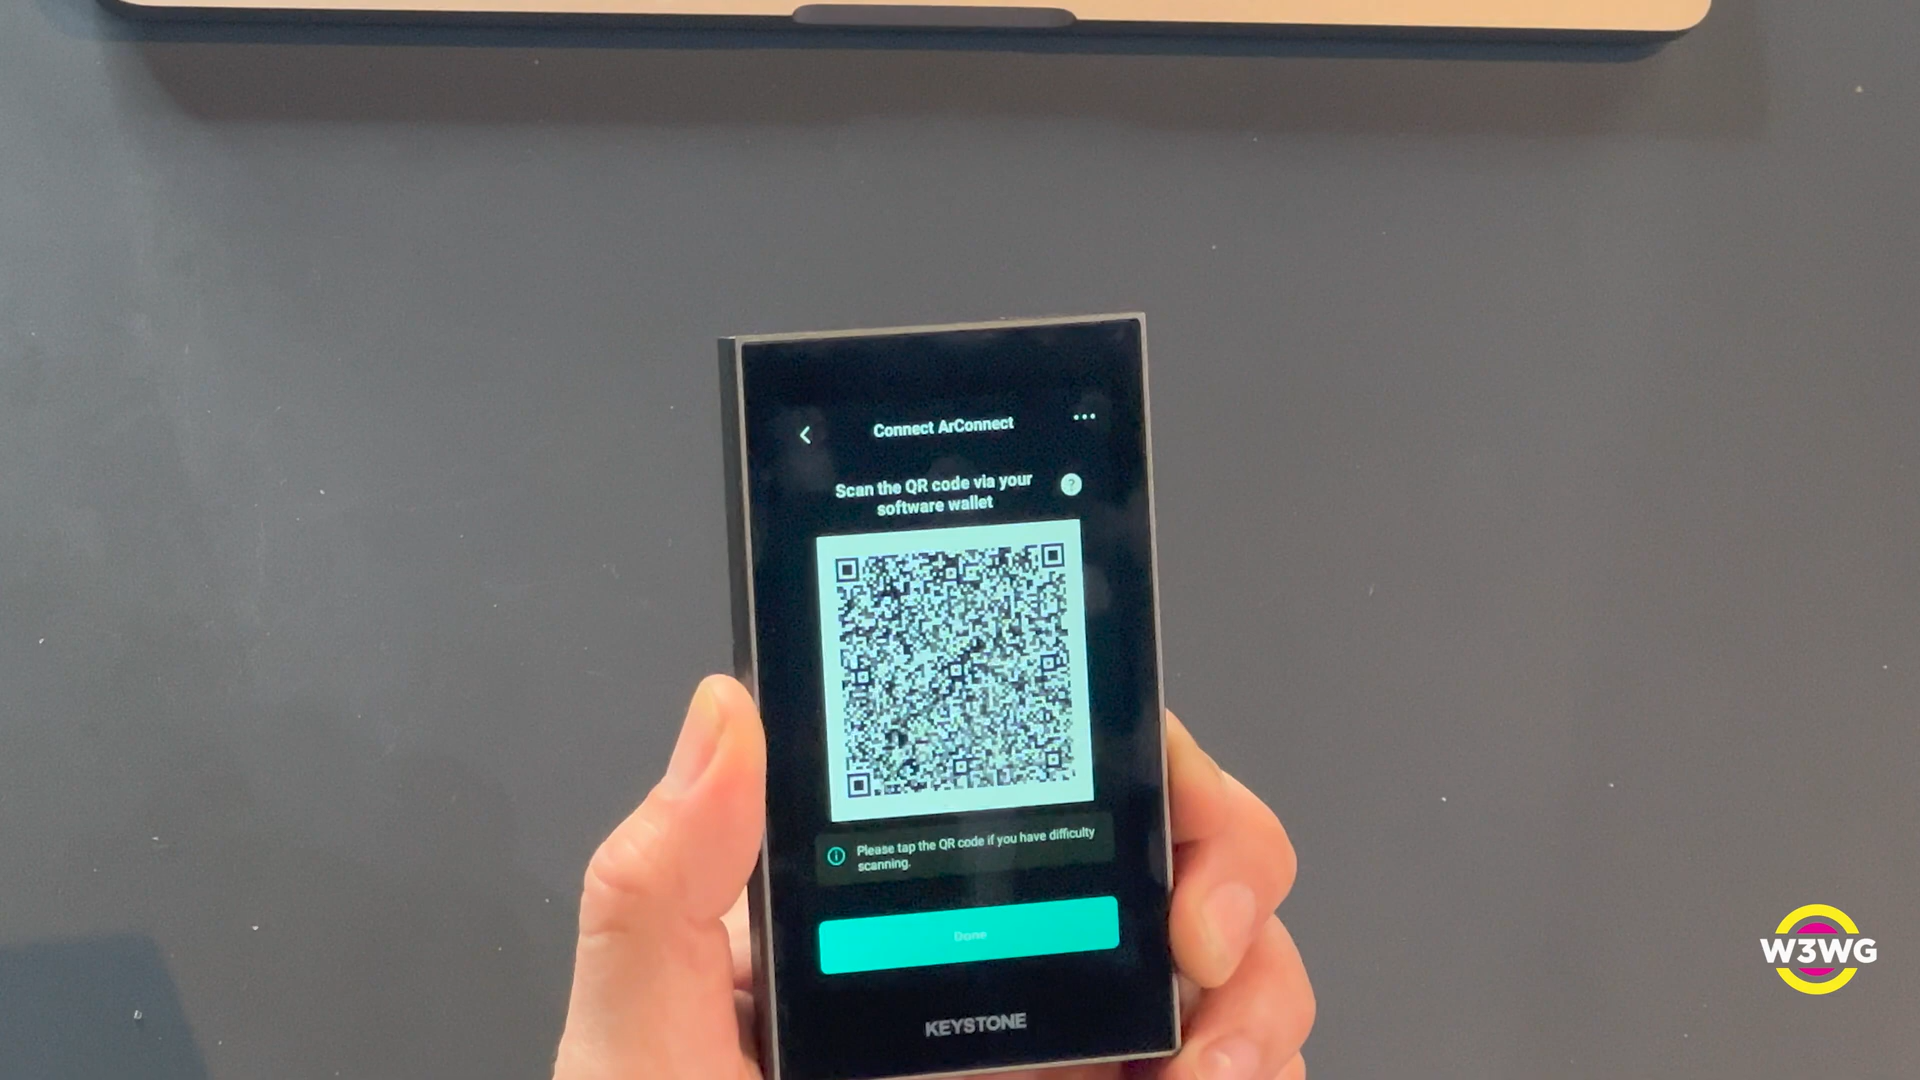 Connect ArConnect
Scan the QR code via your
software wallet
?
Please tap the QR code if you have difficulty
scanning.
Done
KEYSTONE
W3WG